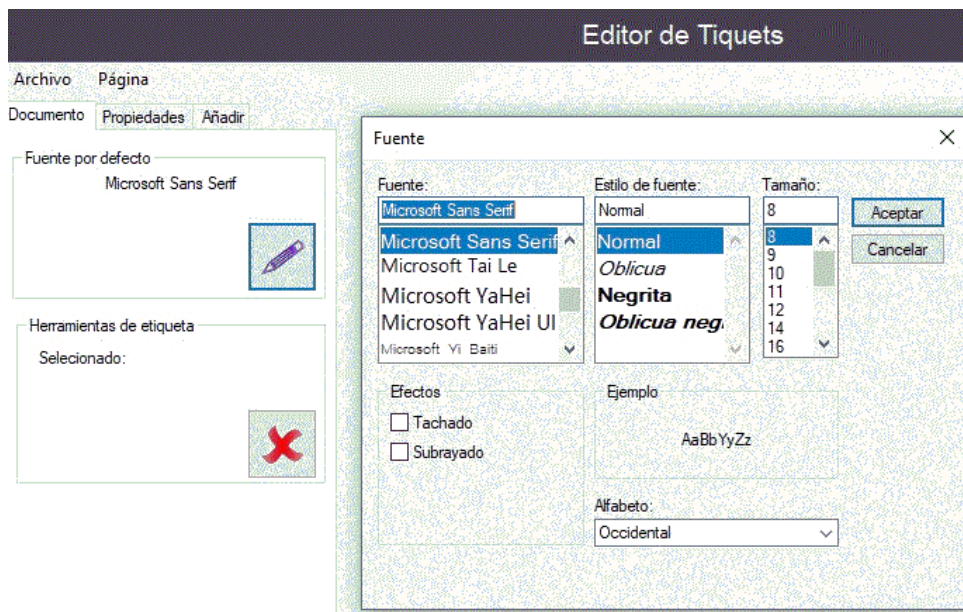 Editor de Tiquets
Archivo Página
Documento Propiedades Añadir
Fuente por defecto
Microsoft Sans Serif
Herramientas de etiqueta
Selecionado:
Fuente
Fuente:
Microsoft Sans Serif
Microsoft Sans Serif
Microsoft Tai Le
Microsoft YaHei
Microsoft YaHei UI
Microsoft Yi Baiti
Estilo de fuente:
Normal
Normal
Oblicua
Negrita
Oblicua neg
Tamaño:
8
8
9
10
11
12
14
16
Aceptar
Cancelar
Efectos
Tachado
Subrayado
Ejemplo
AaBbYyZz
Alfabeto:
Occidental